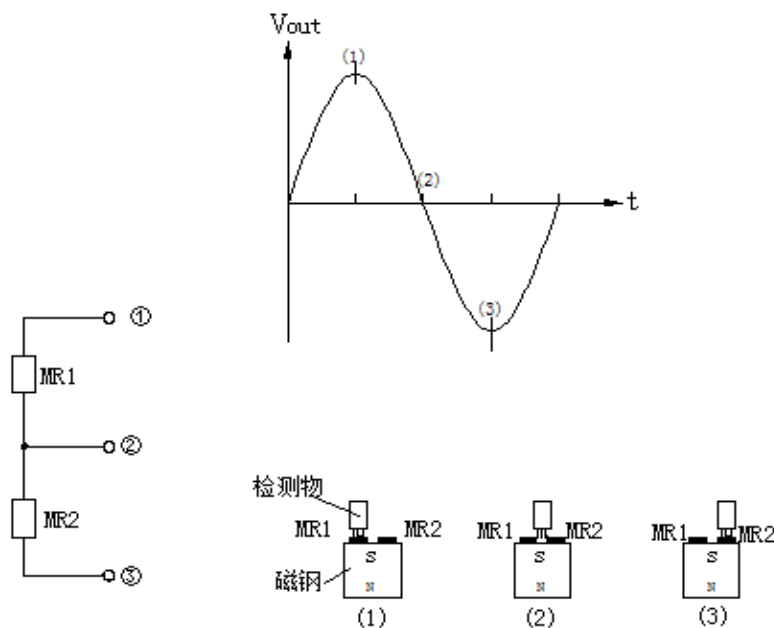 Vout
(1)
(2)
t
(3)
①
MR1
②
MR2
③
检测物
MR1 MR2 MR1 MR2 MR1 MR2
S S S
磁钢
N N N
(1) (2) (3)